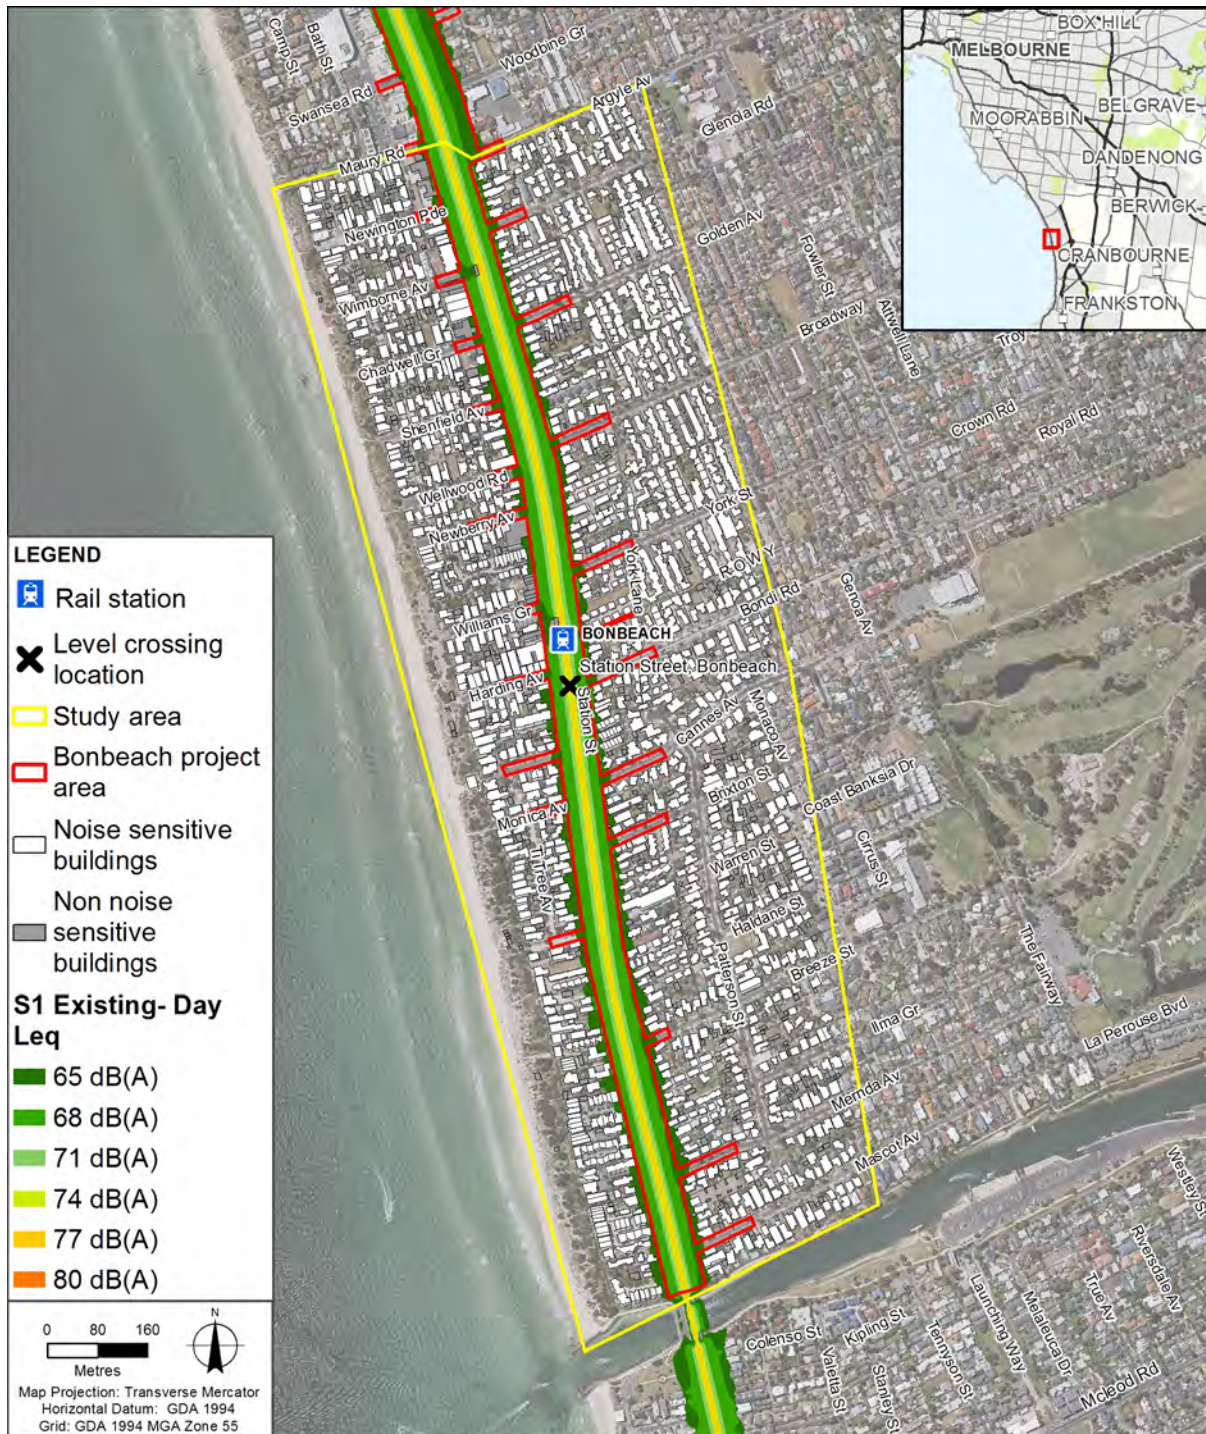 Camp St
Bath St
Woodbine Gr
Swansea Rd
Argyle Av
Glenola Rd
Maury Rd
Newington Pde
Golden Av
Wimborne Av
Fowler St
Broadway
Attwell Lane
Troy
Chadwell Gr
Shenfield Av
Crown Rd
Royal Rd
Wellwood Rd
York St
Newberry Av
R O W Y
York Lane
Bondi Rd
Genoa Av
Williams Gr
BONBEACH
Station Street, Bonbeach
Harding Av
Station St
Cannes Av
Monaco Av
Brixton St
Coast Banksia Dr
Monica Av
Ti Tree Av
Warren St
Cirrus St
Haldane St
Patterson St
Breeze St
The Fairway
Ilma Gr
La Perouse Blvd
Mernda Av
Mascot Av
Westley St
Riversdale Av
True Av
Melaleuca Dr
Launching Way
Tennyson St
Kipling St
Colenso St
Valetta St
Stanley St
Mcleod Rd
BOX HILL
MELBOURNE
BELGRAVE
MOORABBIN
DANDENONG
BERWICK
CRANBOURNE
FRANKSTON
LEGEND
Rail station
Level crossing
location
Study area
Bonbeach project
area
Noise sensitive
buildings
Non noise
sensitive
buildings
S1 Existing- Day
Leq
65 dB(A)
68 dB(A)
71 dB(A)
74 dB(A)
77 dB(A)
80 dB(A)
0 80 160
Metres
N
Map Projection: Transverse Mercator
Horizontal Datum: GDA 1994
Grid: GDA 1994 MGA Zone 55